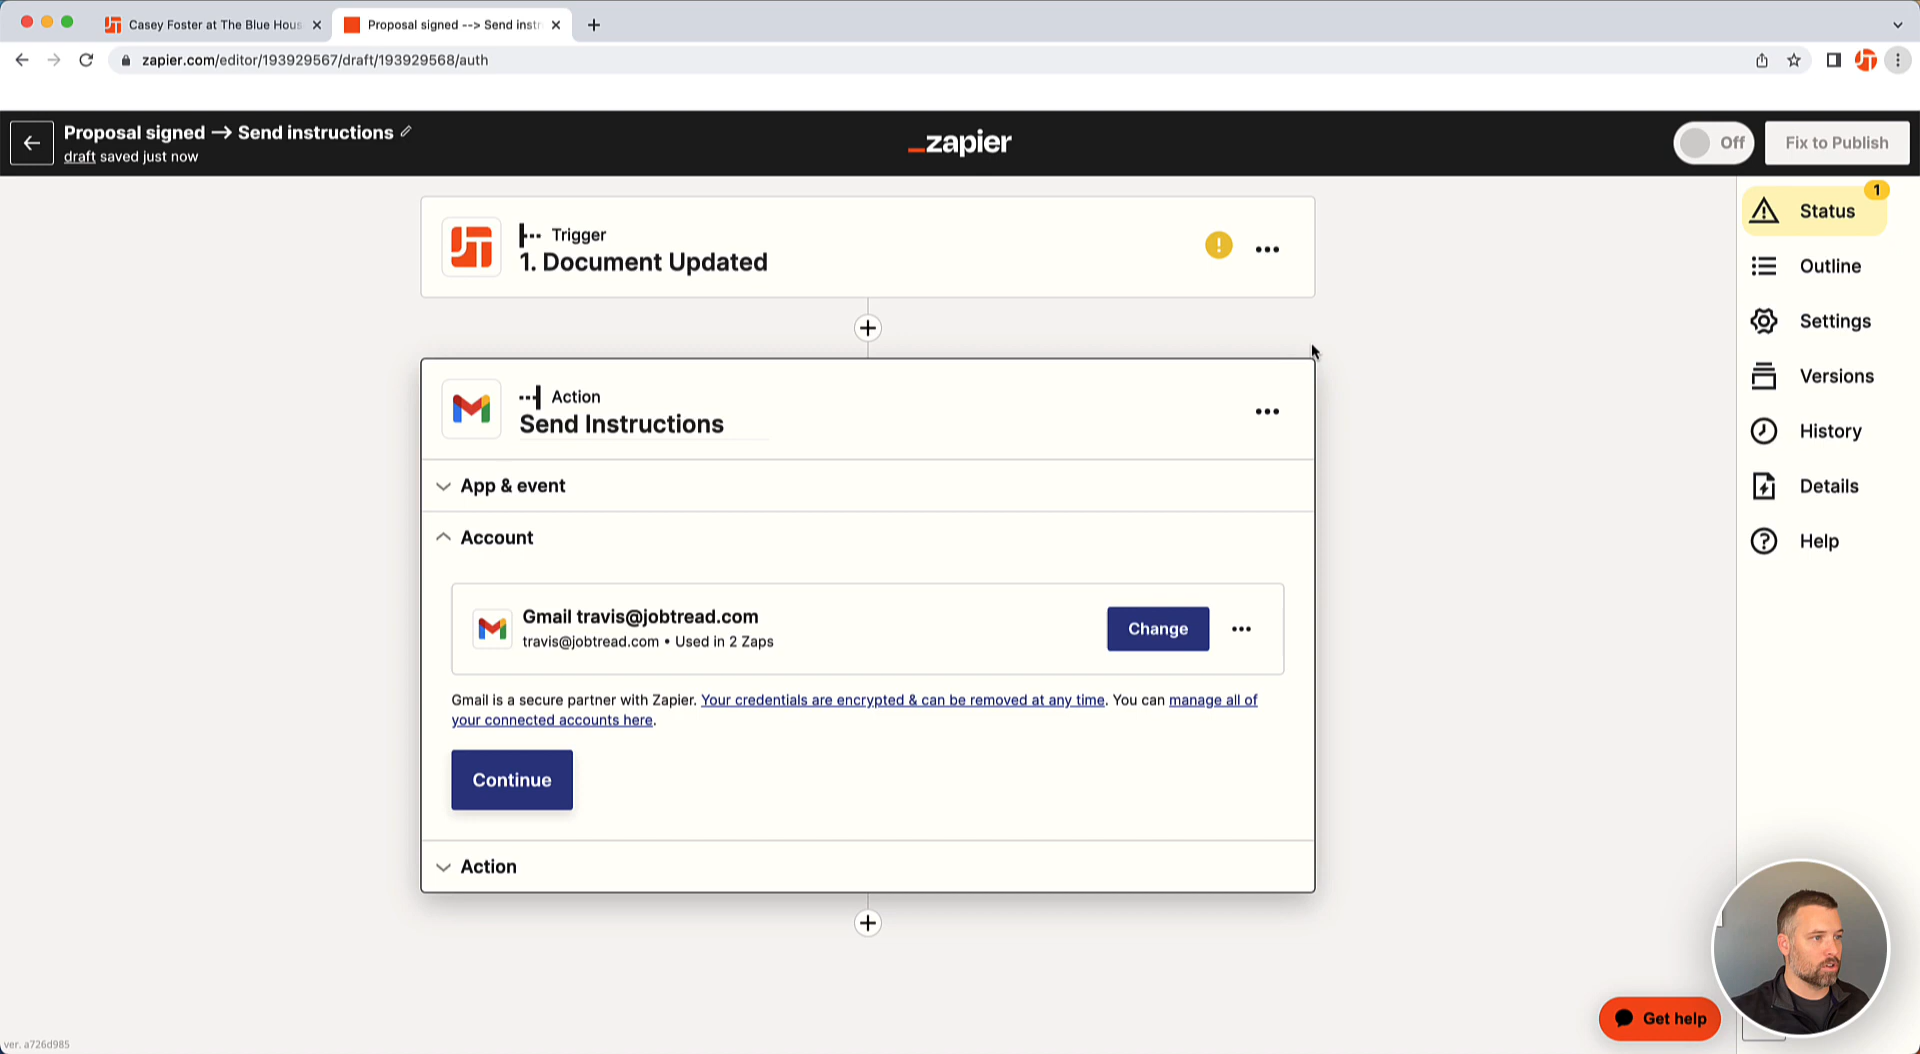 Casey Foster at The Blue Hous
Proposal signed --> Send instr
zapier.com/editor/193929567/draft/193929568/auth
Proposal signed → Send instructions
draft saved just now
_zapier
Off
Fix to Publish
1
Status
Outline
Settings
Versions
History
Details
Help
Trigger
1. Document Updated
Action
Send Instructions
App & event
Account
Gmail travis@jobtread.com
travis@jobtread.com • Used in 2 Zaps
Change
Gmail is a secure partner with Zapier. Your credentials are encrypted & can be removed at any time. You can manage all of
your connected accounts here.
Continue
Action
Get help
ver. a726d985